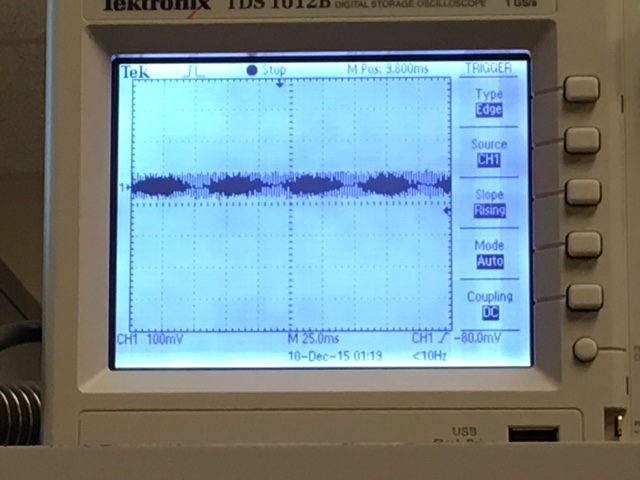 Tektronix TDS 1012B DIGITAL STORAGE OSCILLOSCOPE 1 GS/s
Tek Stop M Pos: 3.800ms TRIGGER
Type
Edge
Source
CH1
Slope
Rising
Mode
Auto
Coupling
DC
1
CH1 100mV M 25.0ms CH1 -80.0mV
10-Dec-15 01:19 <10Hz
USB